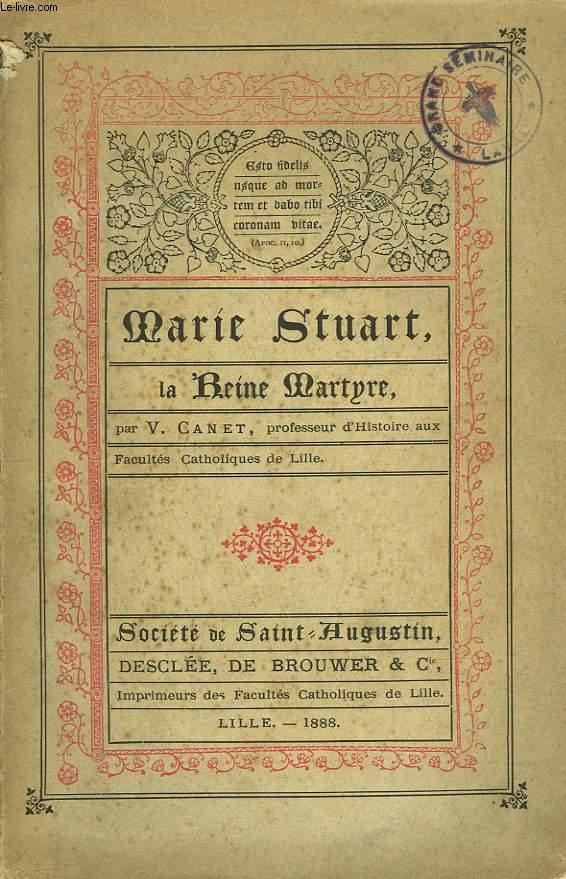 Le-livre.com
GRAND SÉMINAIRE
Esto fidelis
usque ad mor-
tem et dabo tibi
coronam vitae.
(Apoc. II, 10.)
Marie Stuart,
la Reine Martyre,
par V. CANET, professeur d'Histoire aux
Facultés Catholiques de Lille.
Société de Saint-Augustin,
DESCLÉE, DE BROUWER & Cie,
Imprimeurs des Facultés Catholiques de Lille.
LILLE. — 1888.